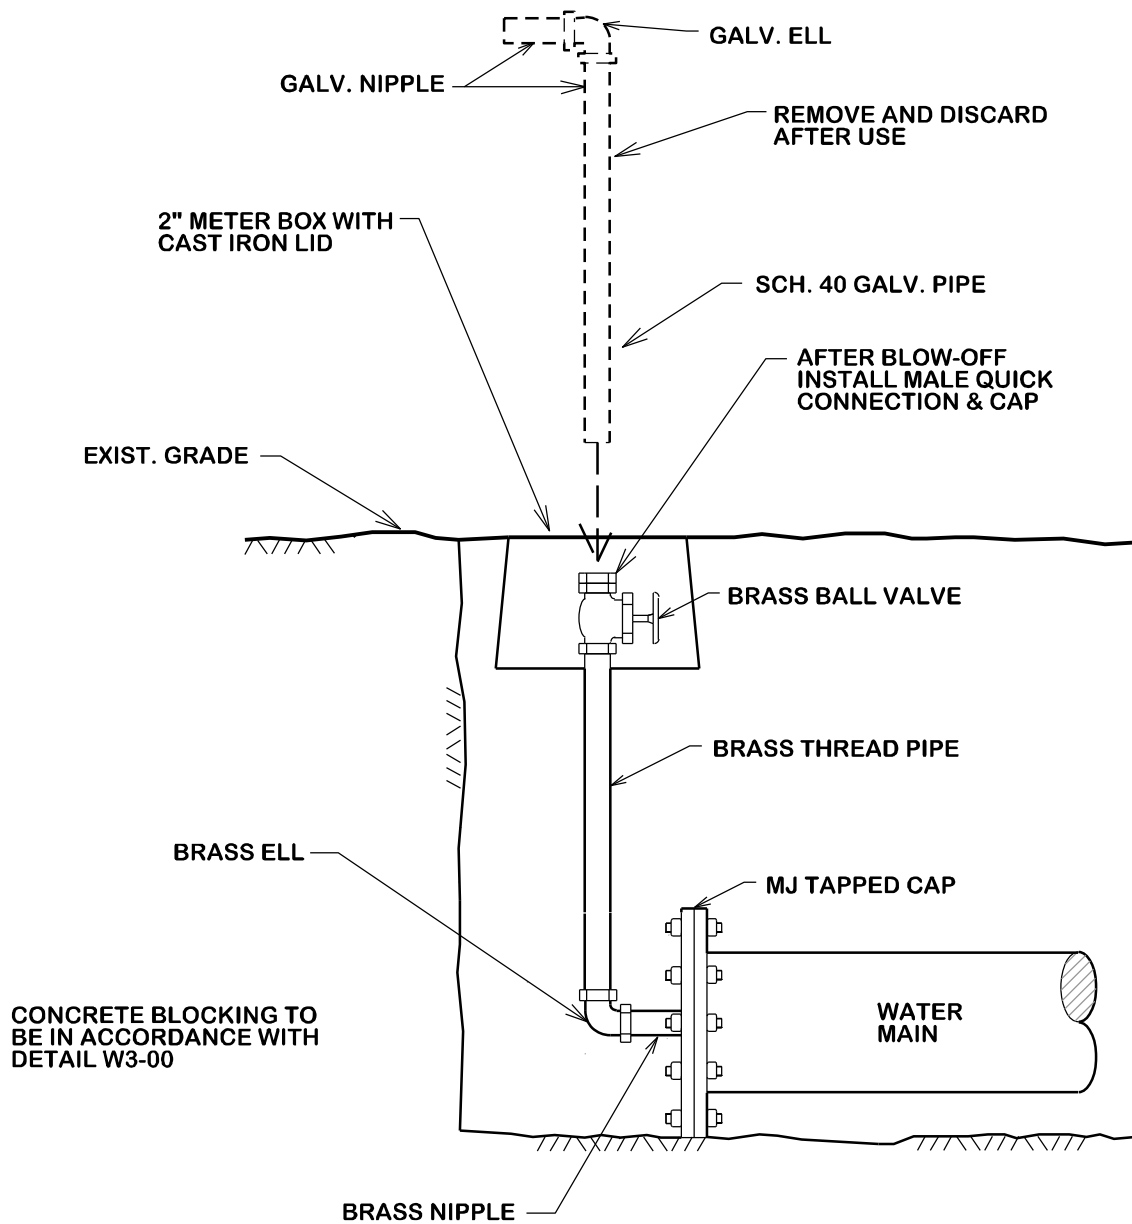 GALV. ELL
GALV. NIPPLE
REMOVE AND DISCARD
AFTER USE
2" METER BOX WITH
CAST IRON LID
SCH. 40 GALV. PIPE
AFTER BLOW-OFF
INSTALL MALE QUICK
CONNECTION & CAP
EXIST. GRADE
BRASS BALL VALVE
BRASS THREAD PIPE
BRASS ELL
MJ TAPPED CAP
CONCRETE BLOCKING TO
BE IN ACCORDANCE WITH
DETAIL W3-00
WATER
MAIN
BRASS NIPPLE